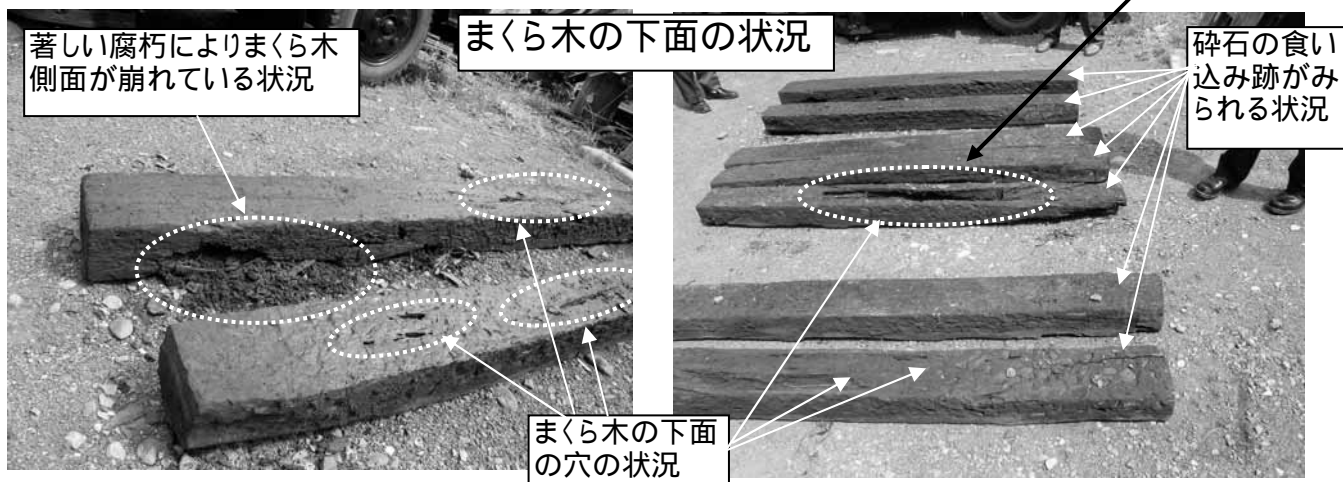 まくら木の下面の状況
著しい腐朽によりまくら木
側面が崩れている状況
砕石の食い
込み跡がみ
られる状況
まくら木の下面
の穴の状況